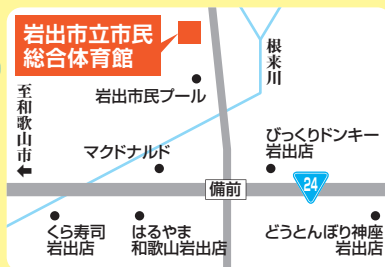 岩出市立市民
総合体育館
根来川
岩出市民プール
至和歌山市
マクドナルド
びっくりドンキー
岩出店
備前
24
くら寿司
岩出店
はるやま
和歌山岩出店
どうとんぼり神座
岩出店